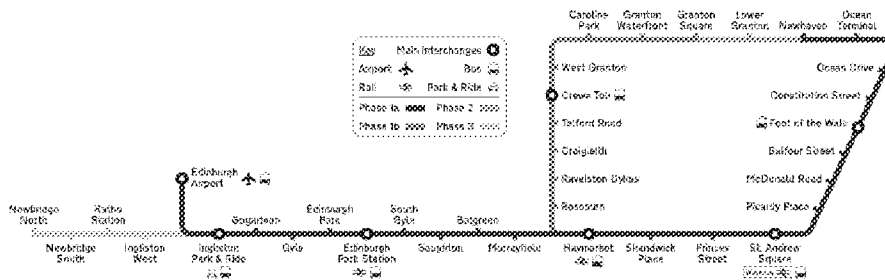 Caroline Park
Granton Waterfront
Granton Square
Lower Granton
Newhaven
Ocean Terminal
Key Main Interchanges
Airport Bus
Rail Park & Ride
Phase 1a Phase 2
Phase 1b Phase 3
West Granton
Crewe Toll
Telford Road
Craigleith
Ravelston Dykes
Roseburn
Ocean Drive
Constitution Street
Foot of the Walk
Balfour Street
McDonald Road
Picardy Place
Edinburgh
Airport
Newbridge
North
Ratho
Station
Gogarburn
Edinburgh
Park
South
Gyle
Balgreen
Newbridge
South
Ingliston
West
Ingliston
Park & Ride
Gyle
Edinburgh
Park Station
Saughton
Murrayfield
Haymarket
Shandwick
Place
Princes
Street
St. Andrew
Square